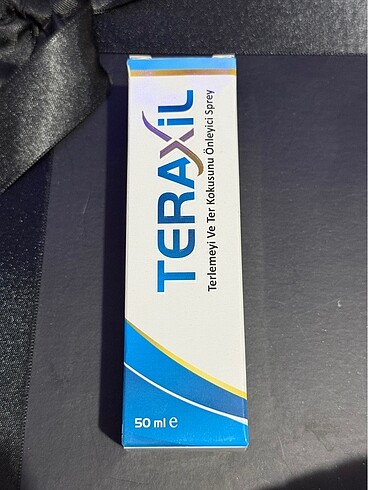 TERAXiL
Terlemeyi Ve Ter Kokusunu Önleyici Sprey
50 ml e